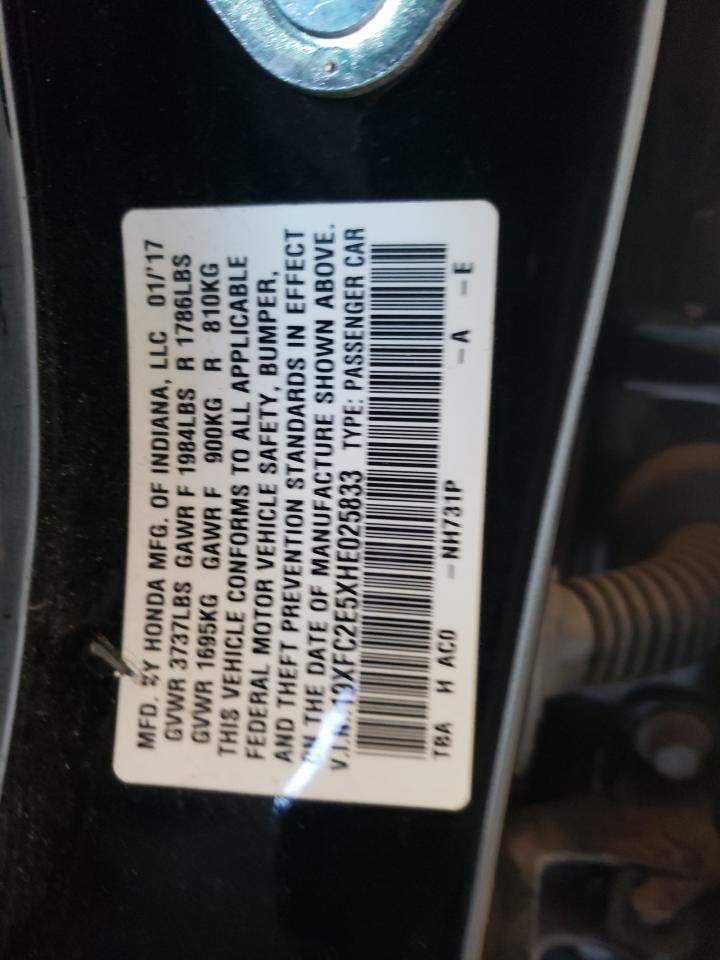 MFD. BY HONDA MFG. OF INDIANA, LLC 01/'17
GVWR 3737LBS GAWR F 1984LBS R 1786LBS
GVWR 1695KG GAWR F 900KG R 810KG
THIS VEHICLE CONFORMS TO ALL APPLICABLE
FEDERAL MOTOR VEHICLE SAFETY, BUMPER,
AND THEFT PREVENTION STANDARDS IN EFFECT
ON THE DATE OF MANUFACTURE SHOWN ABOVE.
V.I.N.:19XFC2E5XHE025833 TYPE: PASSENGER CAR
TBA H AC0 –NH731P –A –E